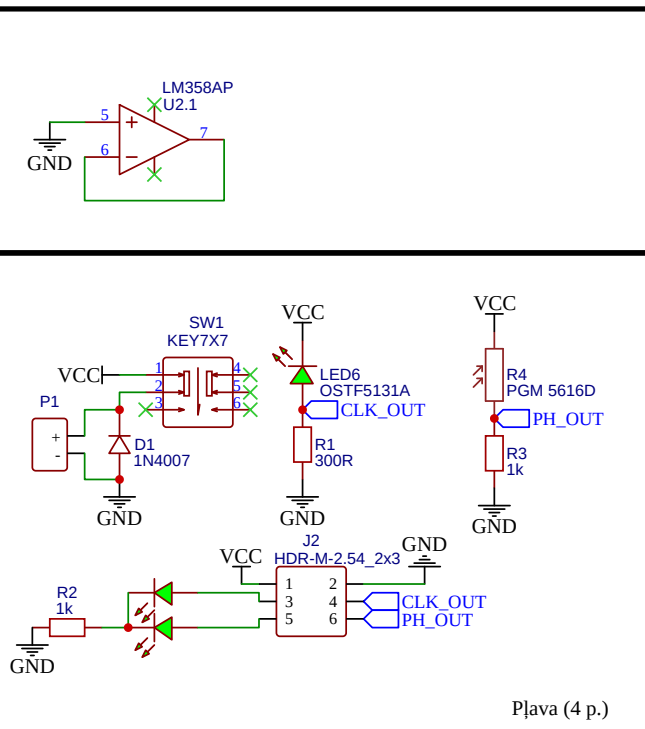 LM358AP
U2.1
5
7
6
GND
SW1
KEY7X7
VCC
1
2
3
4
5
6
P1
+
-
D1
1N4007
GND
VCC
LED6
OSTF5131A
CLK_OUT
R1
300R
GND
VCC
R4
PGM 5616D
PH_OUT
R3
1k
GND
J2
HDR-M-2.54_2x3
VCC
GND
1 2
3 4
5 6
CLK_OUT
PH_OUT
R2
1k
GND
Pļava (4 p.)